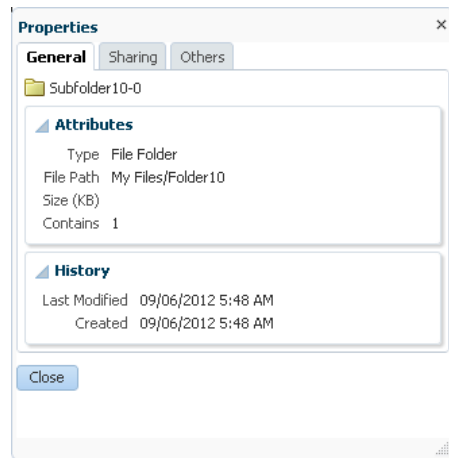 Properties
General Sharing Others
Subfolder10-0
Attributes
Type File Folder
File Path My Files/Folder10
Size (KB)
Contains 1
History
Last Modified 09/06/2012 5:48 AM
Created 09/06/2012 5:48 AM
Close